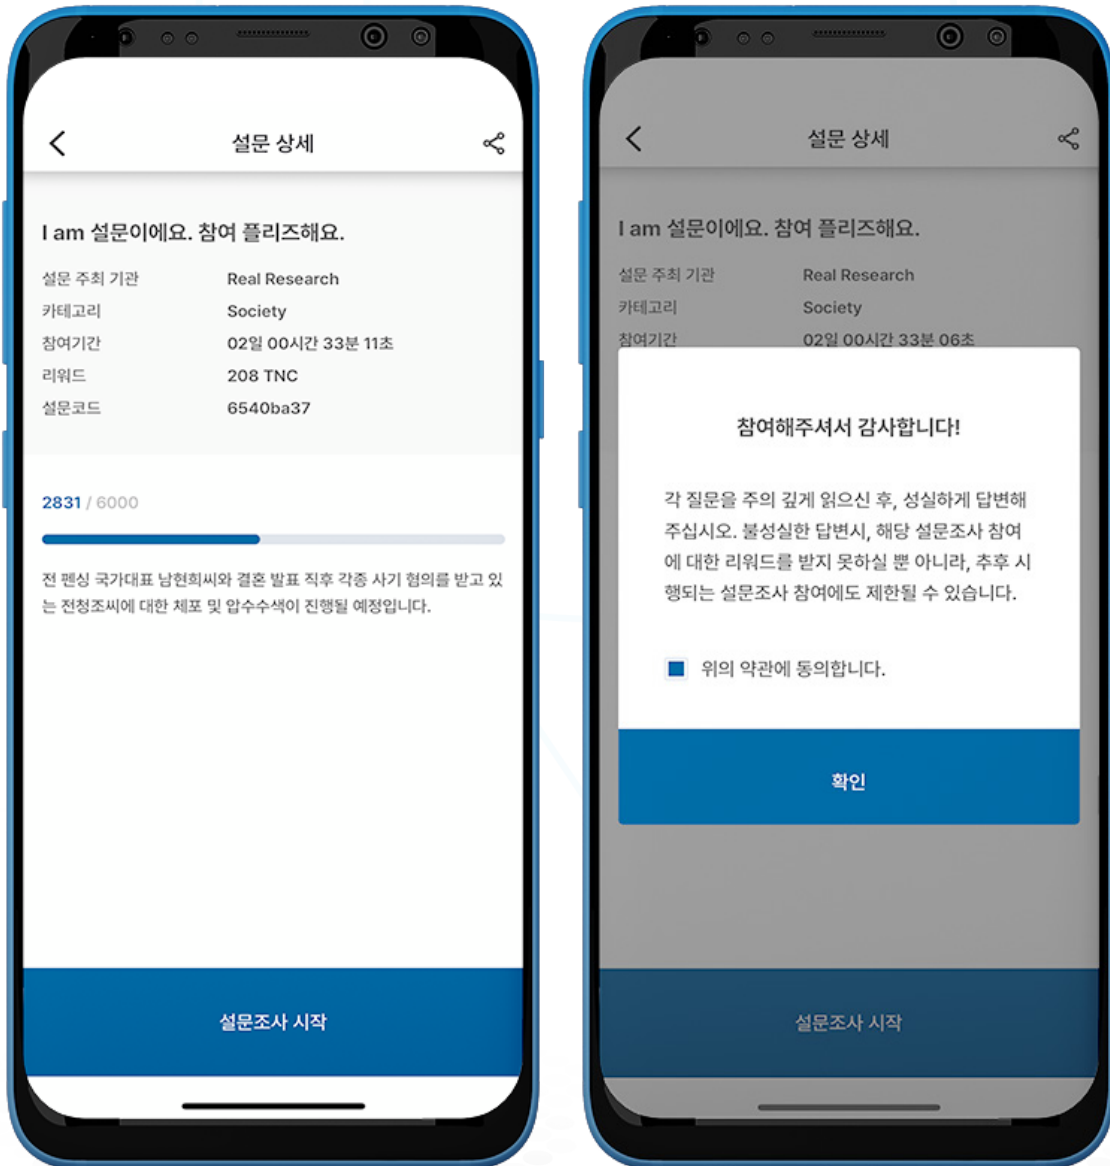 설문 상세
I am 설문이에요. 참여 플리즈해요.
설문 주최 기관 Real Research
카테고리 Society
참여기간 02일 00시간 33분 11초
리워드 208 TNC
설문코드 6540ba37
2831 / 6000
전 펜싱 국가대표 남현희씨와 결혼 발표 직후 각종 사기 혐의를 받고 있
는 전청조씨에 대한 체포 및 압수수색이 진행될 예정입니다.
설문조사 시작
설문 상세
I am 설문이에요. 참여 플리즈해요.
설문 주최 기관 Real Research
카테고리 Society
참여기간 02일 00시간 33분 06초
참여해주셔서 감사합니다!
각 질문을 주의 깊게 읽으신 후, 성실하게 답변해
주십시오. 불성실한 답변시, 해당 설문조사 참여
에 대한 리워드를 받지 못하실 뿐 아니라, 추후 시
행되는 설문조사 참여에도 제한될 수 있습니다.
위의 약관에 동의합니다.
확인
설문조사 시작